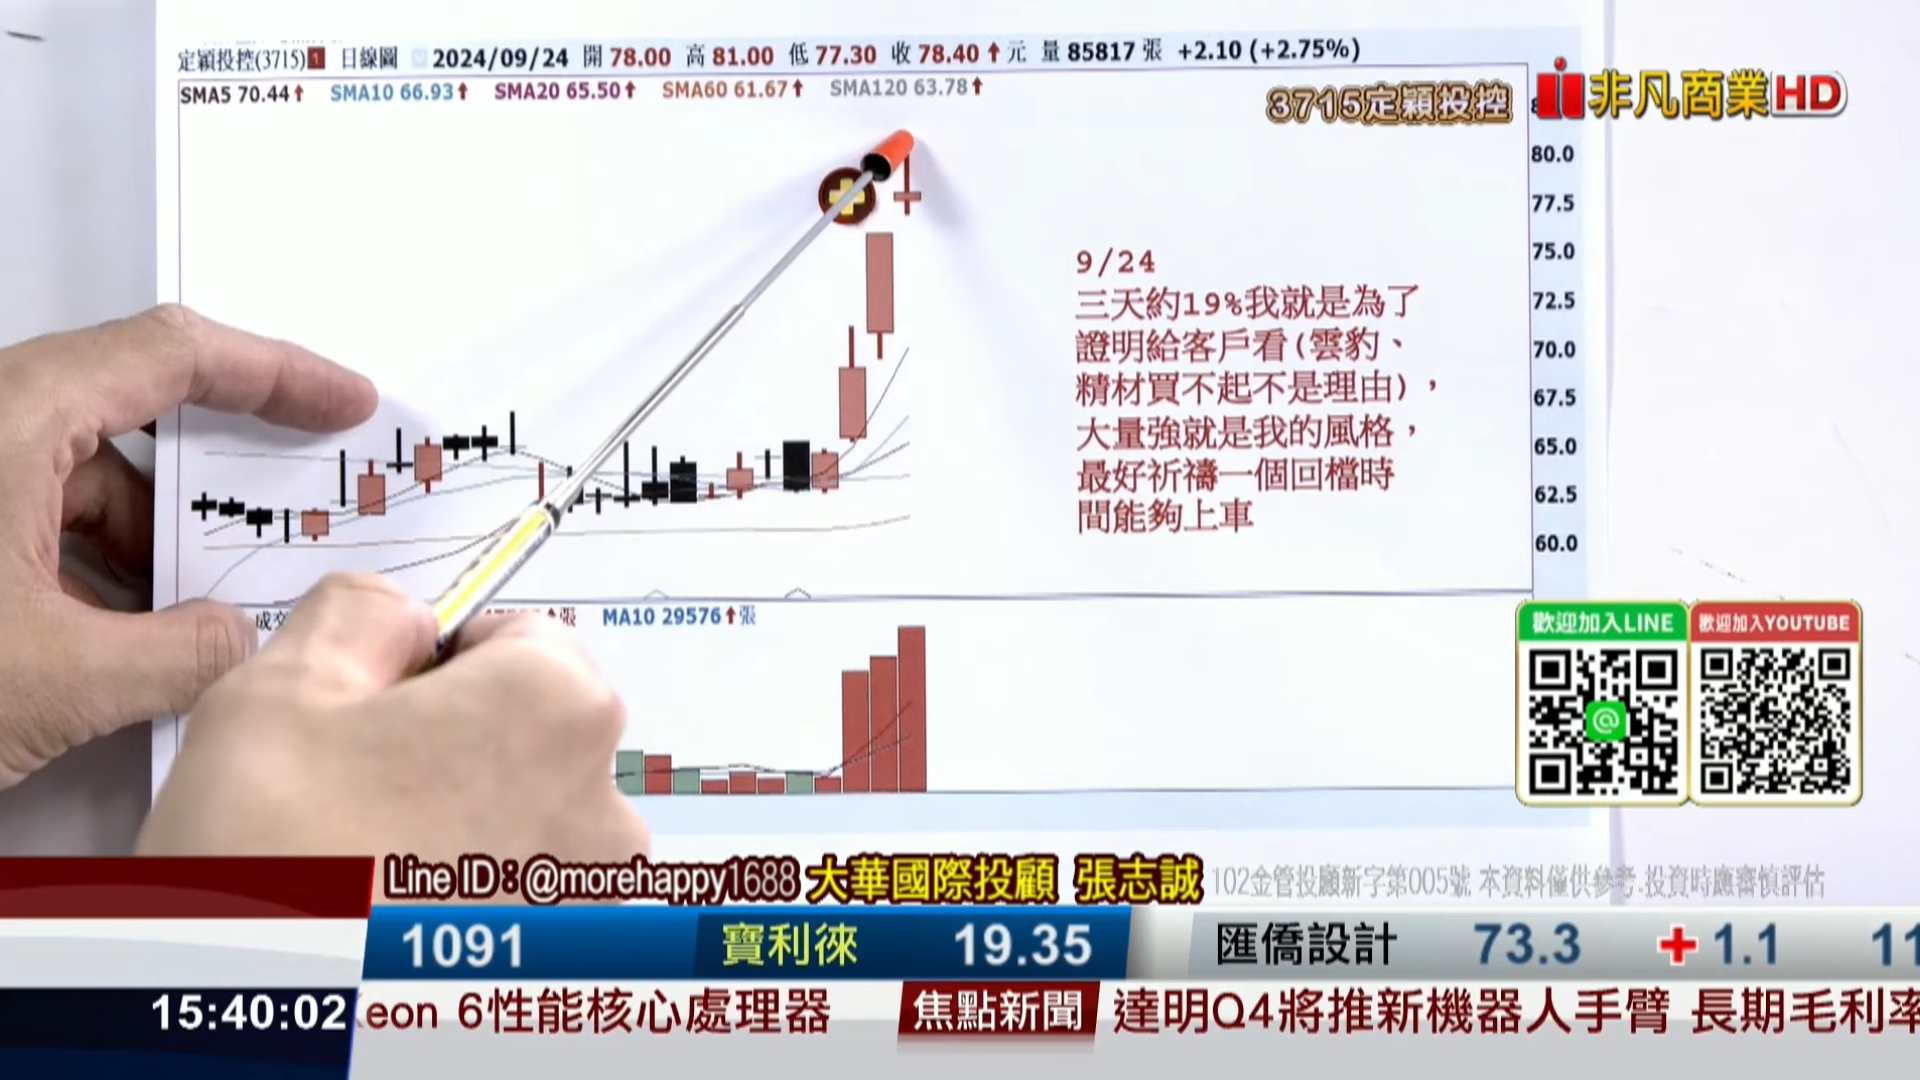 定穎投控(3715) 日線圖 2024/09/24 開 78.00 高 81.00 低 77.30 收 78.40 元 量 85817 張 +2.10 (+2.75%)
SMA5 70.44 SMA10 66.93 SMA20 65.50 SMA60 61.67 SMA120 63.78
3715定穎投控
非凡商業HD
80.0
77.5
75.0
72.5
70.0
67.5
65.0
62.5
60.0
9/24
三天約19%我就是為了
證明給客戶看(雲豹、
精材買不起不是理由),
大量強就是我的風格,
最好祈禱一個回檔時
間能夠上車
成交 張 MA10 29576 張
歡迎加入LINE
歡迎加入YOUTUBE
Line ID:@morehappy1688 大華國際投顧 張志誠 102金管投顧新字第005號 本資料僅供參考.投資時應審慎評估
1091 寶利徠 19.35 匯僑設計 73.3 +1.1 11
15:40:02 eon 6性能核心處理器 焦點新聞 達明Q4將推新機器人手臂 長期毛利率